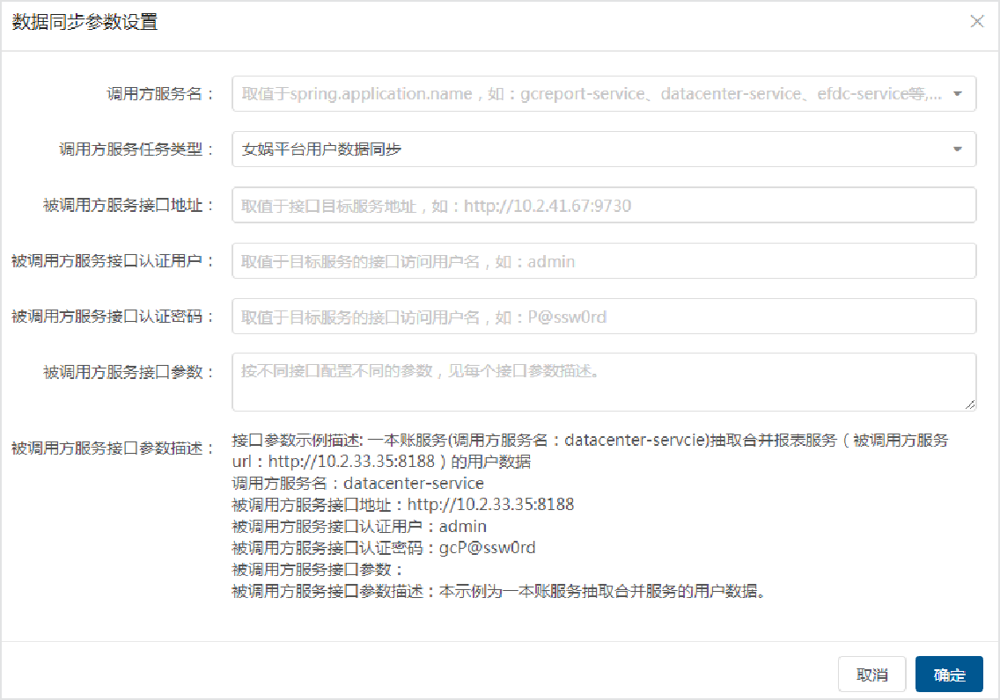 数据同步参数设置
调用方服务名：
取值于spring.application.name，如：gcreport-service、datacenter-service、efdc-service等,...
调用方服务任务类型：
女娲平台用户数据同步
被调用方服务接口地址：
取值于接口目标服务地址，如：http://10.2.41.67:9730
被调用方服务接口认证用户：
取值于目标服务的接口访问用户名，如：admin
被调用方服务接口认证密码：
取值于目标服务的接口访问用户名，如：P@ssw0rd
被调用方服务接口参数：
按不同接口配置不同的参数，见每个接口参数描述。
被调用方服务接口参数描述：
接口参数示例描述: 一本账服务(调用方服务名：datacenter-servcie)抽取合并报表服务（被调用方服务
url：http://10.2.33.35:8188）的用户数据
调用方服务名：datacenter-service
被调用方服务接口地址：http://10.2.33.35:8188
被调用方服务接口认证用户：admin
被调用方服务接口认证密码：gcP@ssw0rd
被调用方服务接口参数：
被调用方服务接口参数描述：本示例为一本账服务抽取合并服务的用户数据。
取消
确定